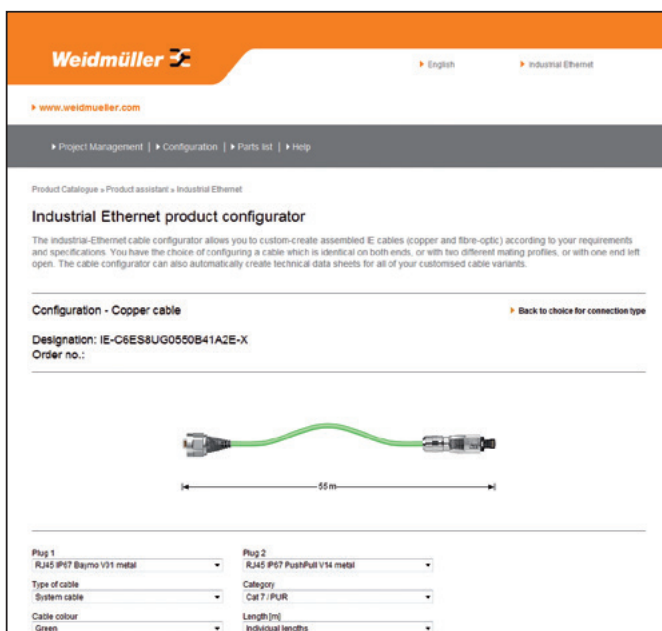 Weidmüller
English
Industrial Ethernet
www.weidmueller.com
Project Management | Configuration | Parts list | Help
Product Catalogue » Product assistant » Industrial Ethernet
Industrial Ethernet product configurator
The industrial-Ethernet cable configurator allows you to custom-create assembled IE cables (copper and fibre-optic) according to your requirements
and specifications. You have the choice of configuring a cable which is identical on both ends, or with two different mating profiles, or with one end left
open. The cable configurator can also automatically create technical data sheets for all of your customised cable variants.
Configuration - Copper cable
Back to choice for connection type
Designation: IE-C6ES8UG0550B41A2E-X
Order no.:
55 m
Plug 1
Plug 2
RJ45 IP67 Bayrno V31 metal
RJ45 IP67 PushPull V14 metal
Type of cable
Category
System cable
Cat 7 / PUR
Cable colour
Length [m]
Green
Individual lengths